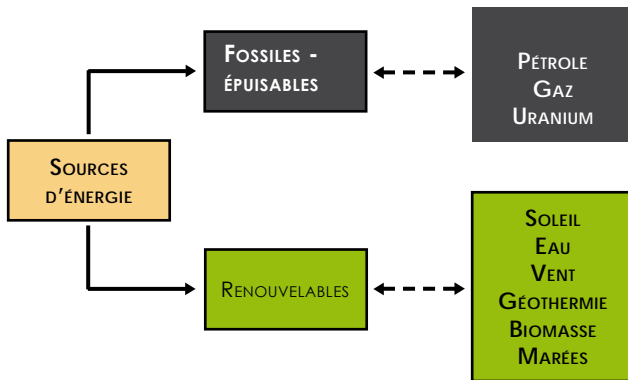 Sources
d'énergie
Fossiles -
épuisables
Pétrole
Gaz
Uranium
Renouvelables
Soleil
Eau
Vent
Géothermie
Biomasse
Marées